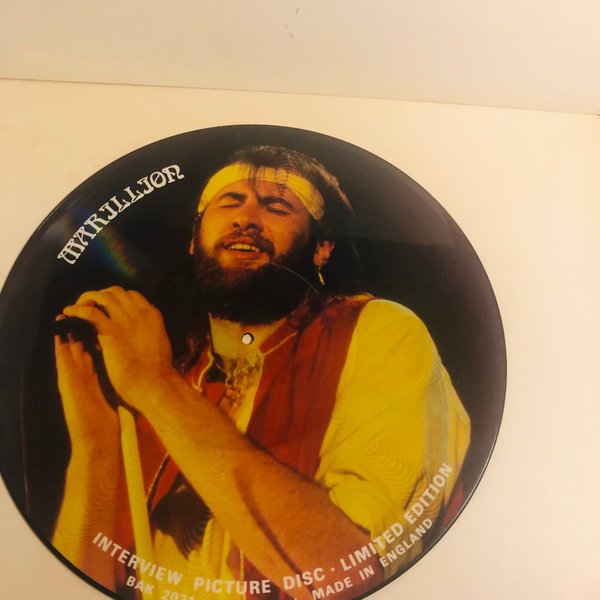 MARILLION
INTERVIEW PICTURE DISC · LIMITED EDITION
MADE IN ENGLAND